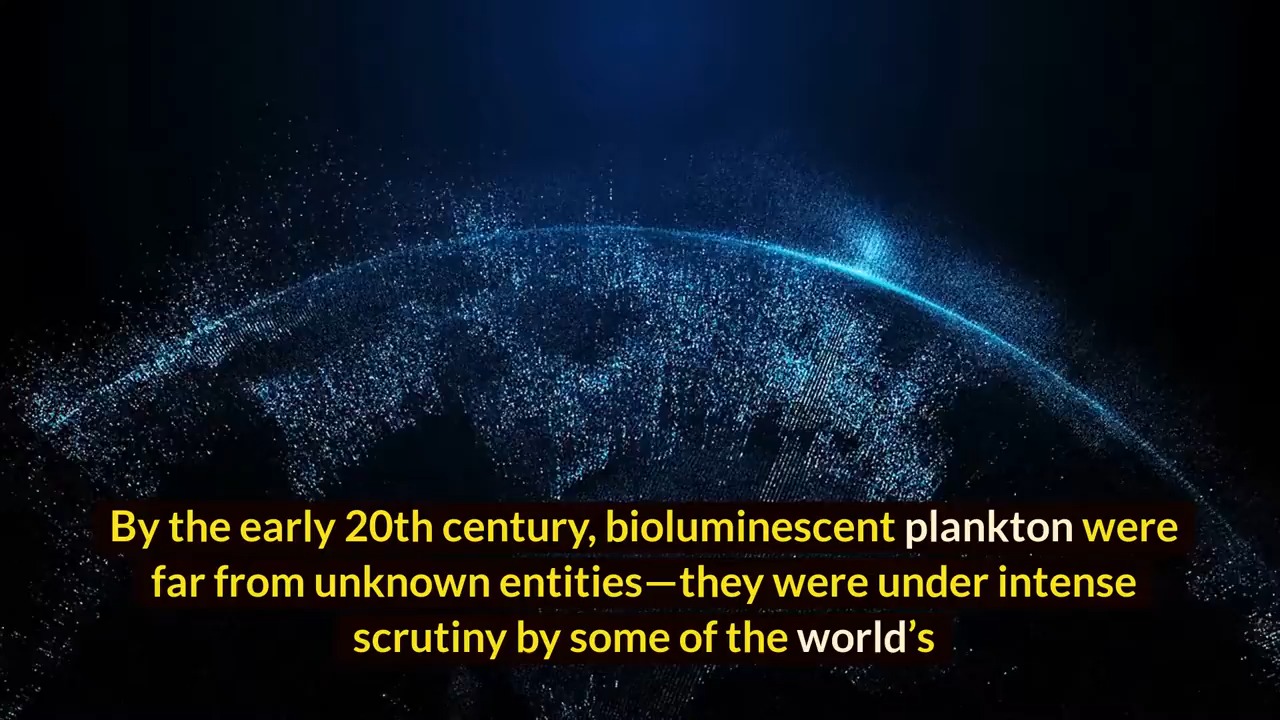 By the early 20th century, bioluminescent plankton were
far from unknown entities—they were under intense
scrutiny by some of the world’s